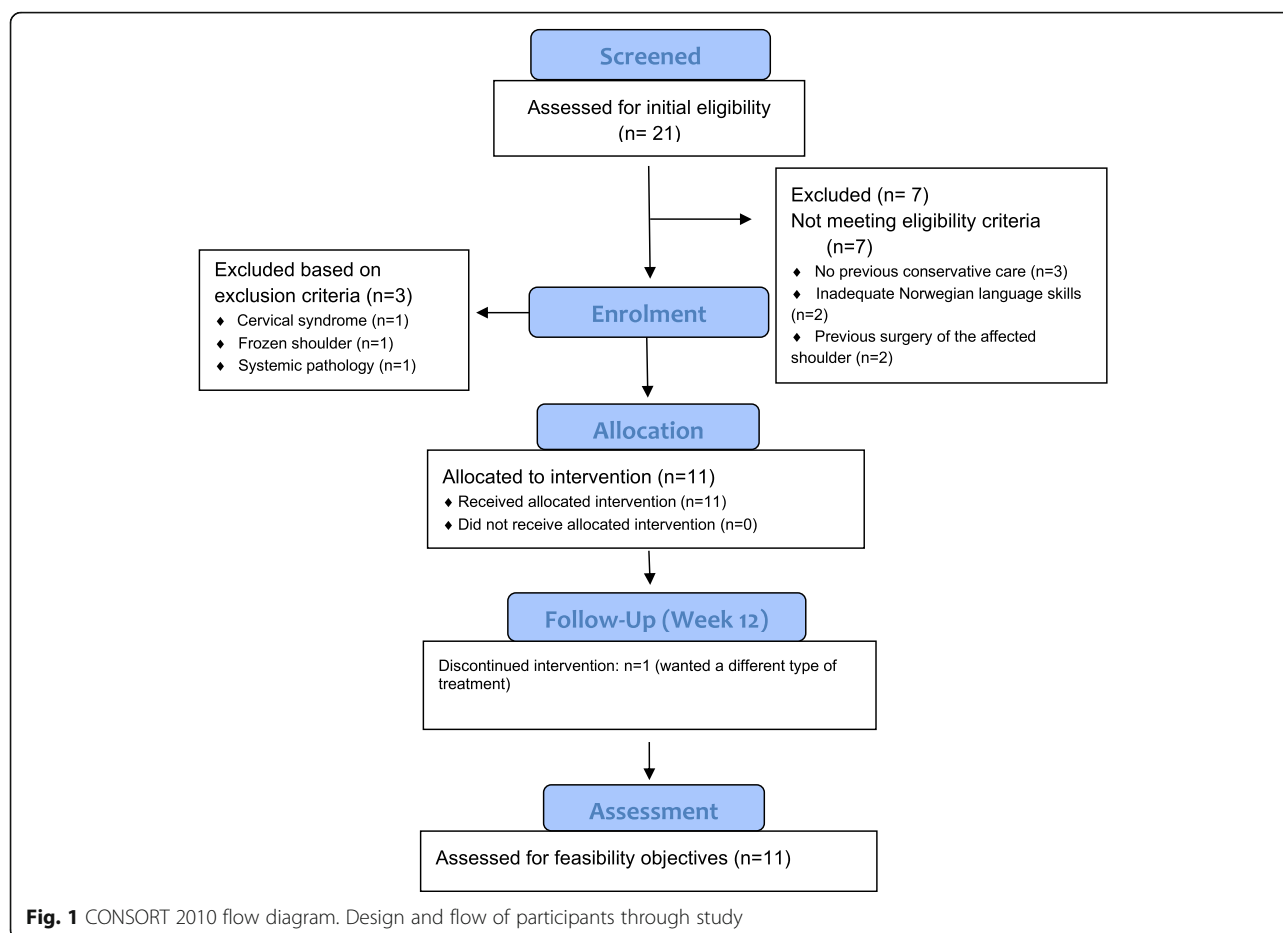 Screened
Assessed for initial eligibility
(n= 21)
Excluded (n= 7)
Not meeting eligibility criteria
(n=7)
♦ No previous conservative care (n=3)
♦ Inadequate Norwegian language skills
(n=2)
♦ Previous surgery of the affected
shoulder (n=2)
Excluded based on
exclusion criteria (n=3)
♦ Cervical syndrome (n=1)
♦ Frozen shoulder (n=1)
♦ Systemic pathology (n=1)
Enrolment
Allocation
Allocated to intervention (n=11)
♦ Received allocated intervention (n=11)
♦ Did not receive allocated intervention (n=0)
Follow-Up (Week 12)
Discontinued intervention: n=1 (wanted a different type of
treatment)
Assessment
Assessed for feasibility objectives (n=11)
Fig. 1 CONSORT 2010 flow diagram. Design and flow of participants through study